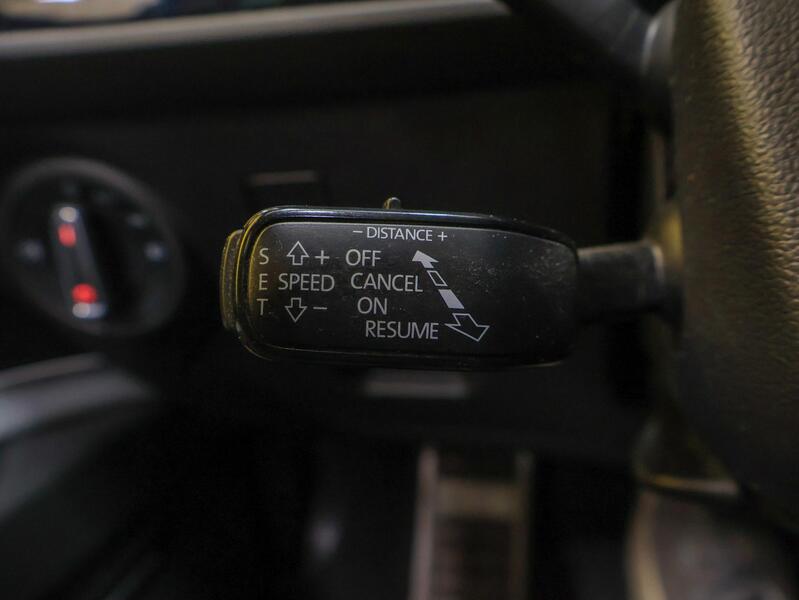 – DISTANCE +
S + OFF
E SPEED CANCEL
T – ON
RESUME